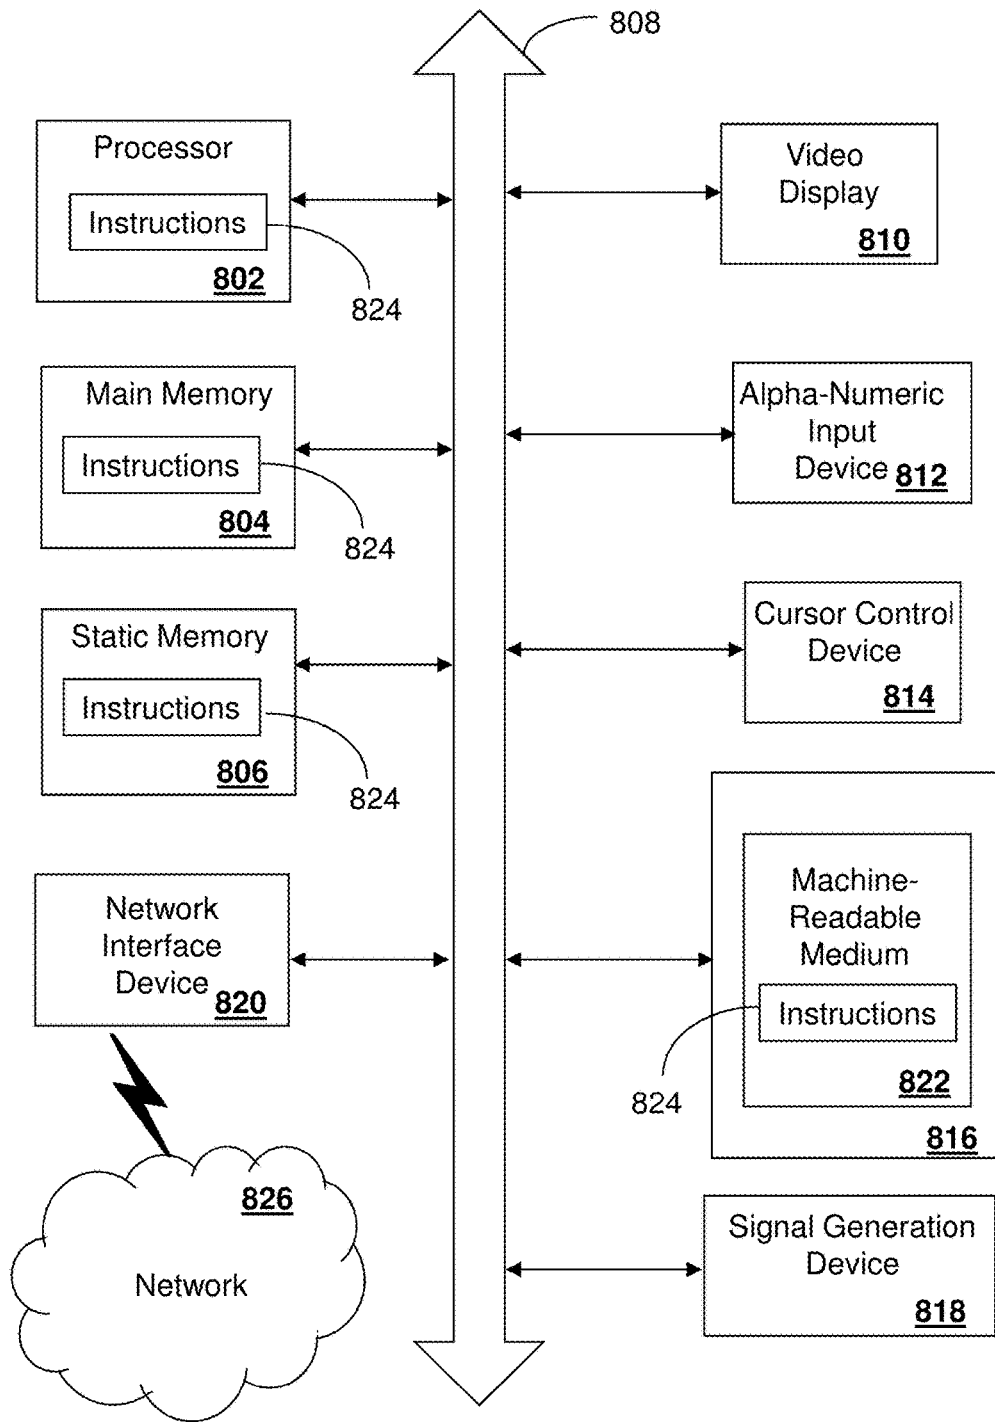 808
Processor
Instructions
802
824
Main Memory
Instructions
804
824
Static Memory
Instructions
806
824
Network
Interface
Device
820
826
Network
Video
Display
810
Alpha-Numeric
Input
Device
812
Cursor Control
Device
814
Machine-
Readable
Medium
Instructions
822
824
816
Signal Generation
Device
818